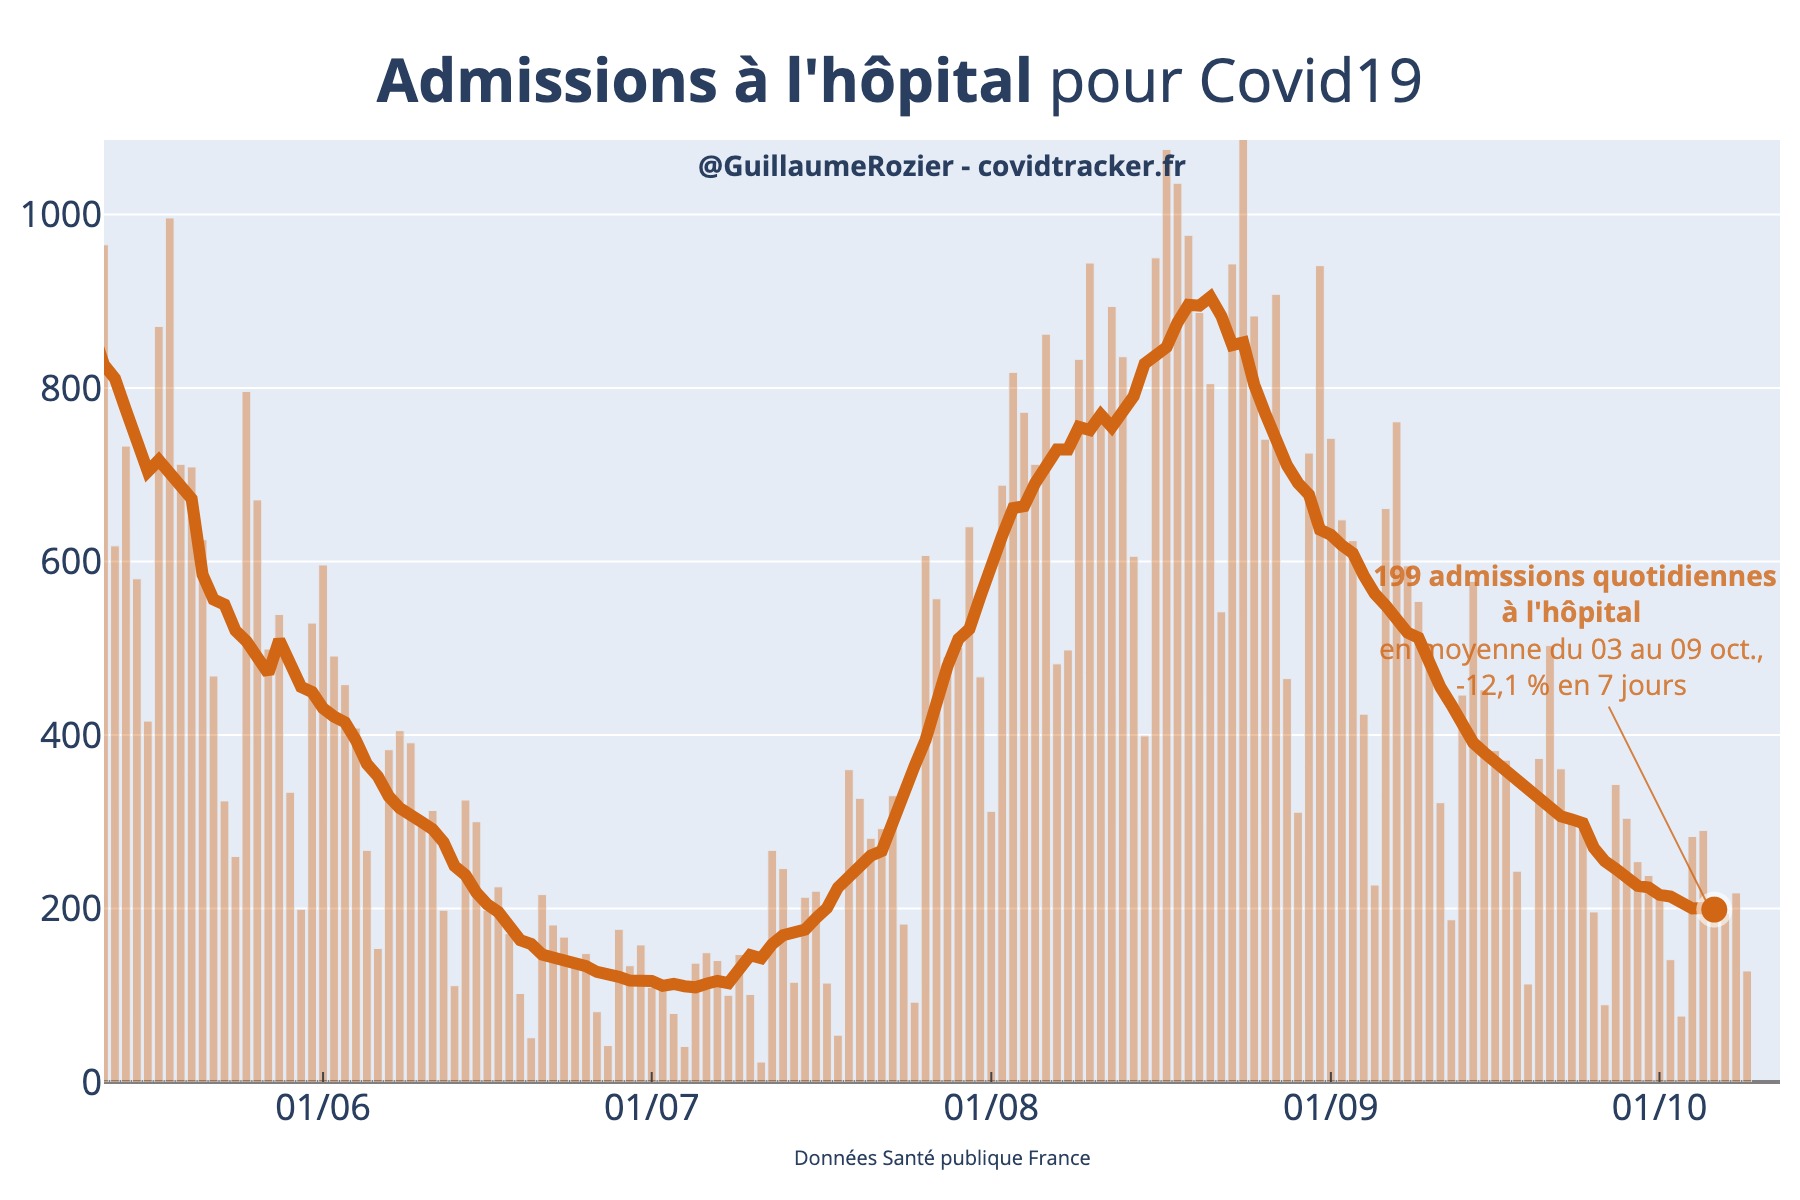 Admissions à l'hôpital pour Covid19
@GuillaumeRozier - covidtracker.fr
1000
800
600
400
200
0
199 admissions quotidiennes
à l'hôpital
en moyenne du 03 au 09 oct.,
-12,1 % en 7 jours
01/06
01/07
01/08
01/09
01/10
Données Santé publique France